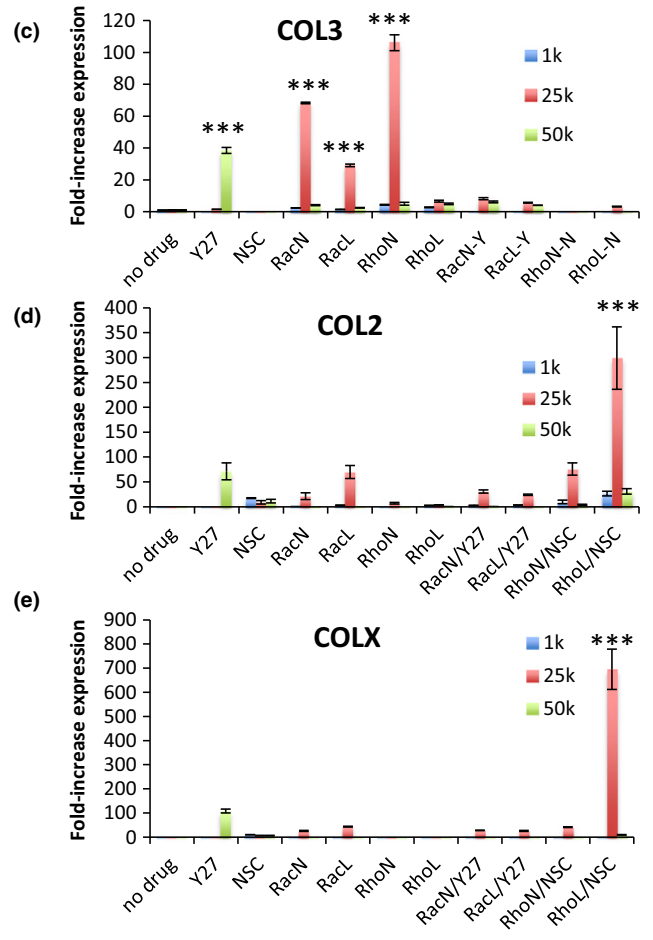 (c)
COL3
Fold-increase expression
120
100
80
60
40
20
0
***
***
***
***
1k
25k
50k
no drug
Y27
NSC
RacN
RacL
RhoN
RhoL
RacN-Y
RacL-Y
RhoN-N
RhoL-N
(d)
COL2
Fold-increase expression
400
350
300
250
200
150
100
50
0
***
1k
25k
50k
no drug
Y27
NSC
RacN
RacL
RhoN
RhoL
RacN/Y27
RacL/Y27
RhoN/NSC
RhoL/NSC
(e)
COLX
Fold-increase expression
900
800
700
600
500
400
300
200
100
0
***
1k
25k
50k
no drug
Y27
NSC
RacN
RacL
RhoN
RhoL
RacN/Y27
RacL/Y27
RhoN/NSC
RhoL/NSC